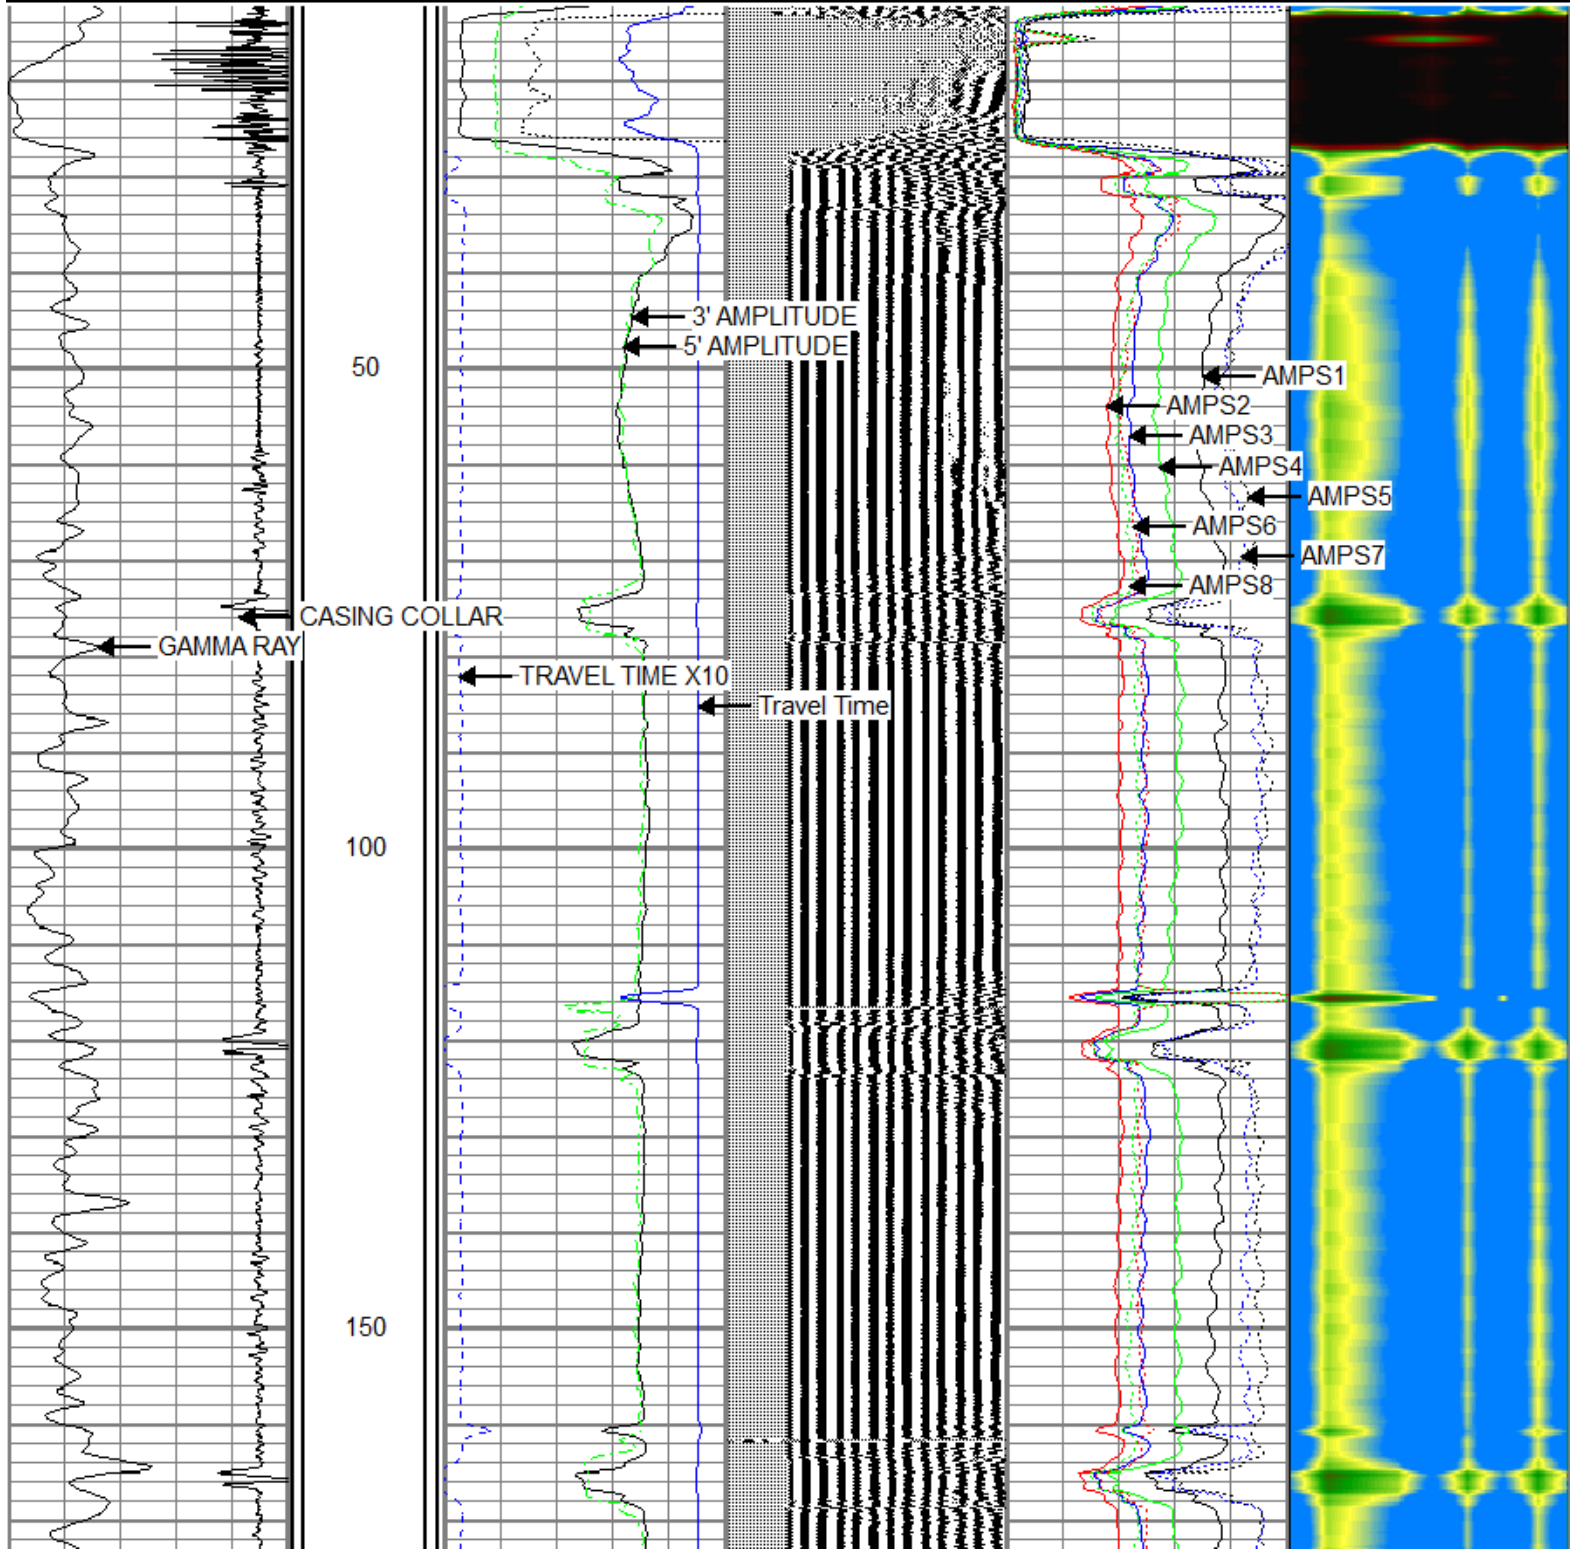 3' AMPLITUDE
5' AMPLITUDE
50
AMPS1
AMPS2
AMPS3
AMPS4
AMPS5
AMPS6
AMPS7
AMPS8
CASING COLLAR
GAMMA RAY
TRAVEL TIME X10
Travel Time
100
150